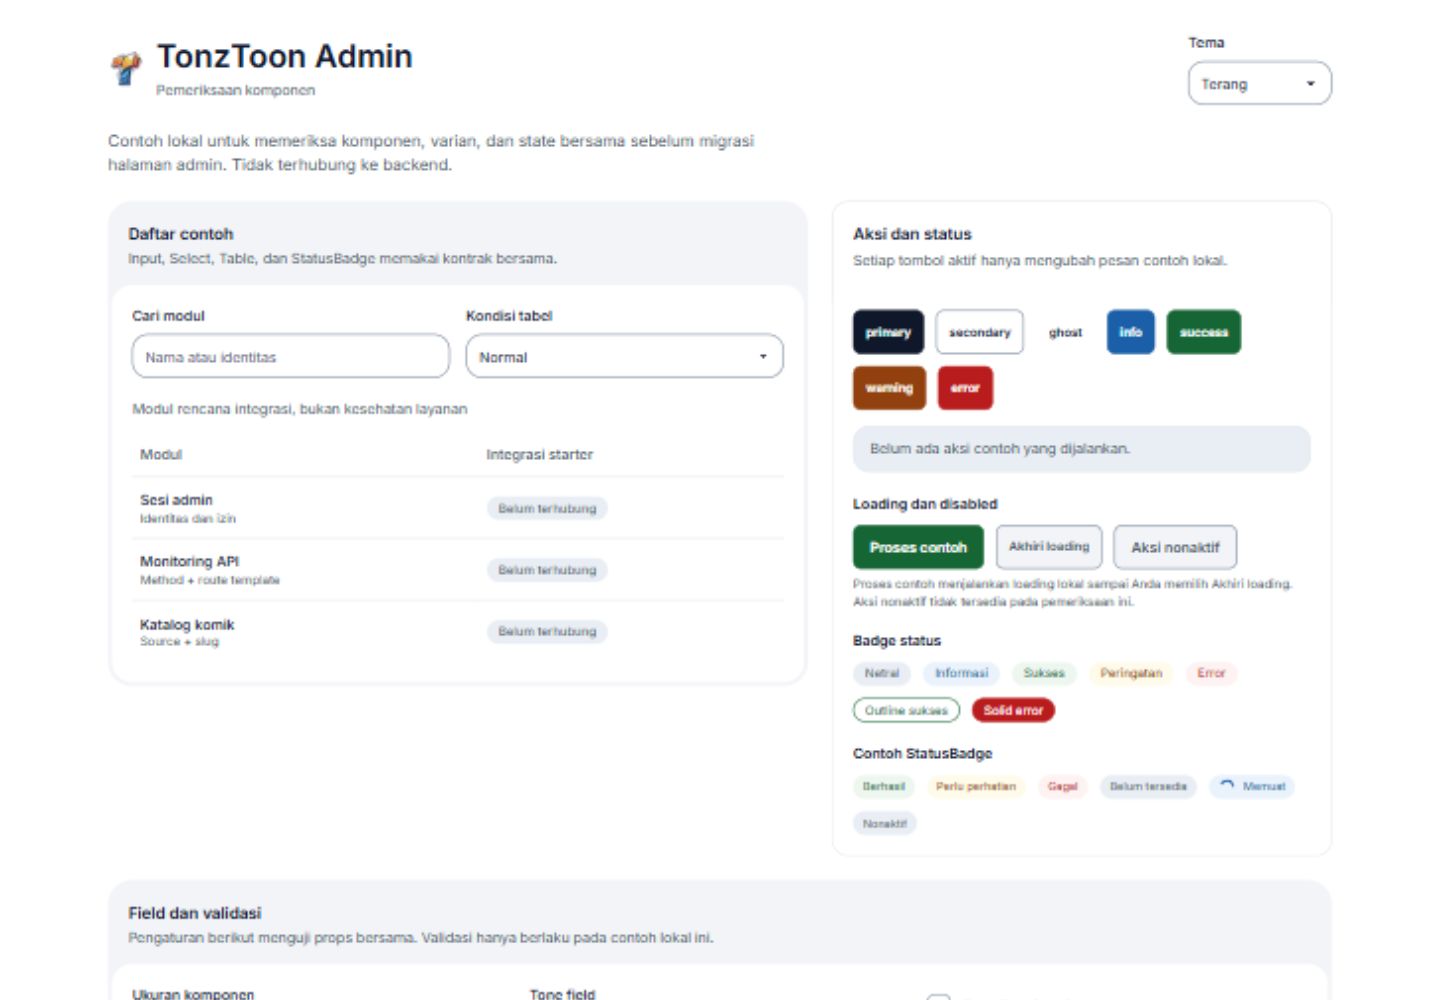 TonzToon Admin
Pemeriksaan komponen
Tema
Terang
Contoh lokal untuk memeriksa komponen, varian, dan state bersama sebelum migrasi
halaman admin. Tidak terhubung ke backend.
Daftar contoh
Input, Select, Table, dan StatusBadge memakai kontrak bersama.
Cari modul
Kondisi tabel
Nama atau identitas
Normal
Modul rencana integrasi, bukan kesehatan layanan
Modul
Integrasi starter
Sesi admin
Identitas dan izin
Belum terhubung
Monitoring API
Method + route template
Belum terhubung
Katalog komik
Source + slug
Belum terhubung
Aksi dan status
Setiap tombol aktif hanya mengubah pesan contoh lokal.
primary
secondary
ghost
info
success
warning
error
Belum ada aksi contoh yang dijalankan.
Loading dan disabled
Proses contoh
Akhiri loading
Aksi nonaktif
Proses contoh menjalankan loading lokal sampai Anda memilih Akhiri loading.
Aksi nonaktif tidak tersedia pada pemeriksaan ini.
Badge status
Netral
Informasi
Sukses
Peringatan
Error
Outline sukses
Solid error
Contoh StatusBadge
Berhasil
Perlu perhatian
Gagal
Belum tersedia
Memuat
Nonaktif
Field dan validasi
Pengaturan berikut menguji props bersama. Validasi hanya berlaku pada contoh lokal ini.
Ukuran komponen
Tone field